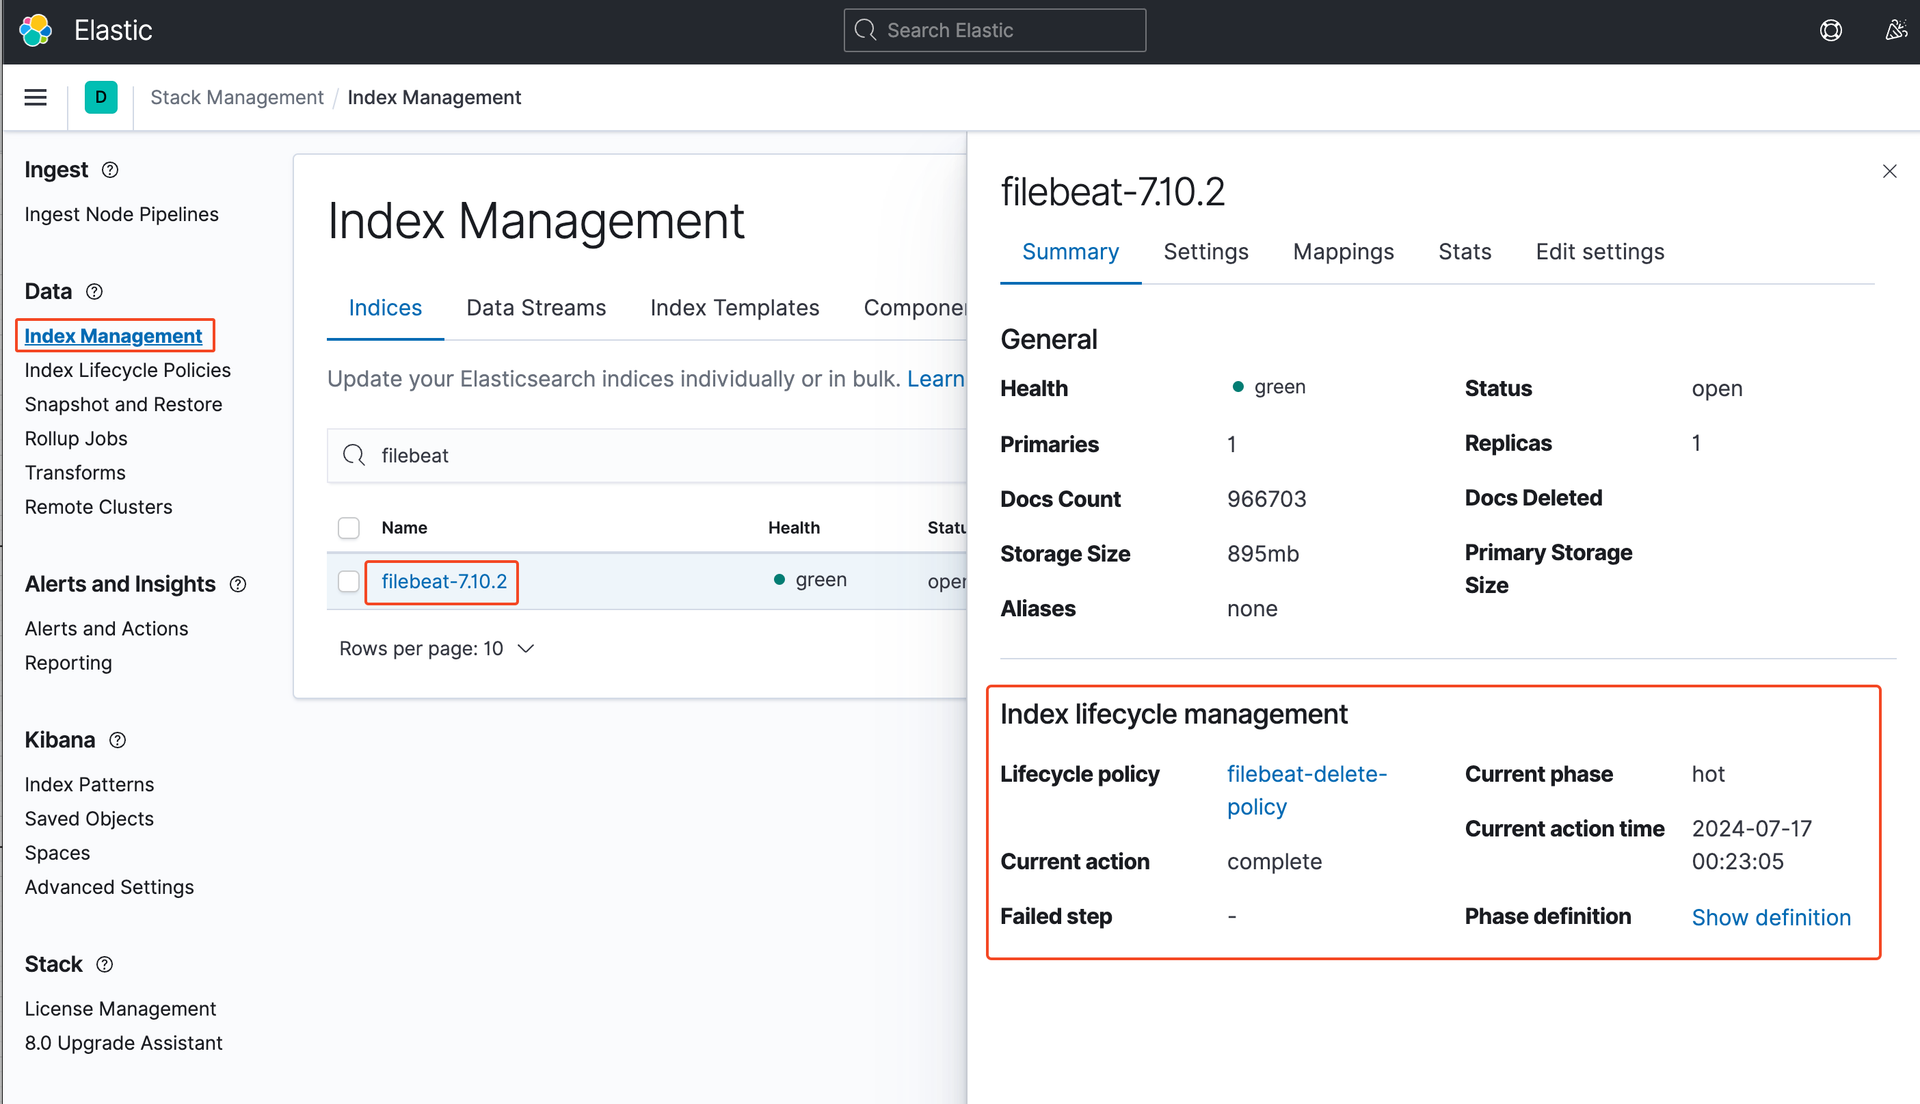 Elastic
Search Elastic
D
Stack Management / Index Management
Ingest
Ingest Node Pipelines
Data
Index Management
Index Lifecycle Policies
Snapshot and Restore
Rollup Jobs
Transforms
Remote Clusters
Alerts and Insights
Alerts and Actions
Reporting
Kibana
Index Patterns
Saved Objects
Spaces
Advanced Settings
Stack
License Management
8.0 Upgrade Assistant
Index Management
Indices Data Streams Index Templates Componen
Update your Elasticsearch indices individually or in bulk. Learn
filebeat
Name Health Statu
filebeat-7.10.2 green open
Rows per page: 10
filebeat-7.10.2
Summary Settings Mappings Stats Edit settings
General
Health green Status open
Primaries 1 Replicas 1
Docs Count 966703 Docs Deleted
Storage Size 895mb Primary Storage
Size
Aliases none
Index lifecycle management
Lifecycle policy filebeat-delete- Current phase hot
policy
Current action time 2024-07-17
Current action complete 00:23:05
Failed step - Phase definition Show definition